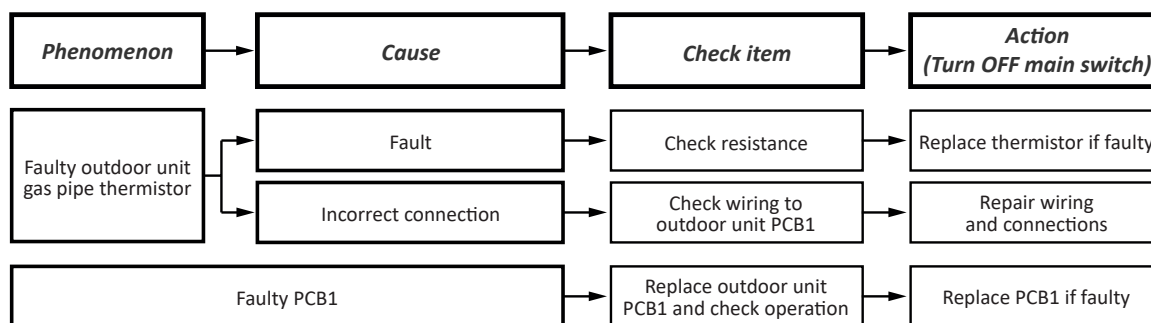 Phenomenon
Cause
Check item
Action
(Turn OFF main switch)
Faulty outdoor unit
gas pipe thermistor
Fault
Check resistance
Replace thermistor if faulty
Incorrect connection
Check wiring to
outdoor unit PCB1
Repair wiring
and connections
Faulty PCB1
Replace outdoor unit
PCB1 and check operation
Replace PCB1 if faulty